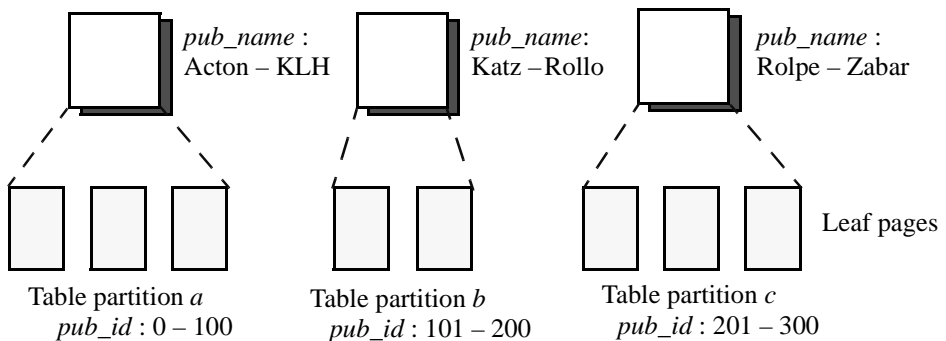 pub_name :
Acton – KLH
pub_name:
Katz – Rollo
pub_name :
Rolpe – Zabar
Leaf pages
Table partition a
pub_id : 0 – 100
Table partition b
pub_id : 101 – 200
Table partition c
pub_id : 201 – 300